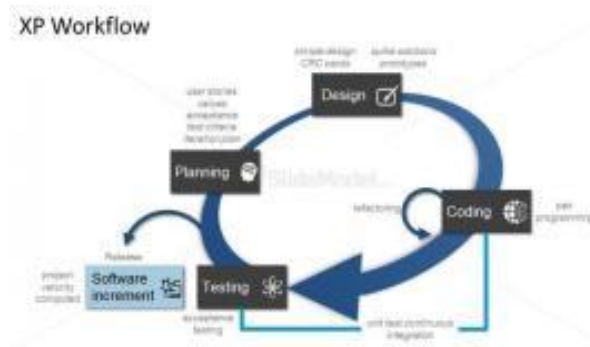 XP Workflow
simple design
CRC cards
spike solutions
prototypes
Design
user stories
values
acceptance
test criteria
iteration plan
Planning
SlideModel
refactoring
Coding
pair
programming
Release
project
velocity
computed
Software
increment
Testing
acceptance
testing
unit test continuous
integration